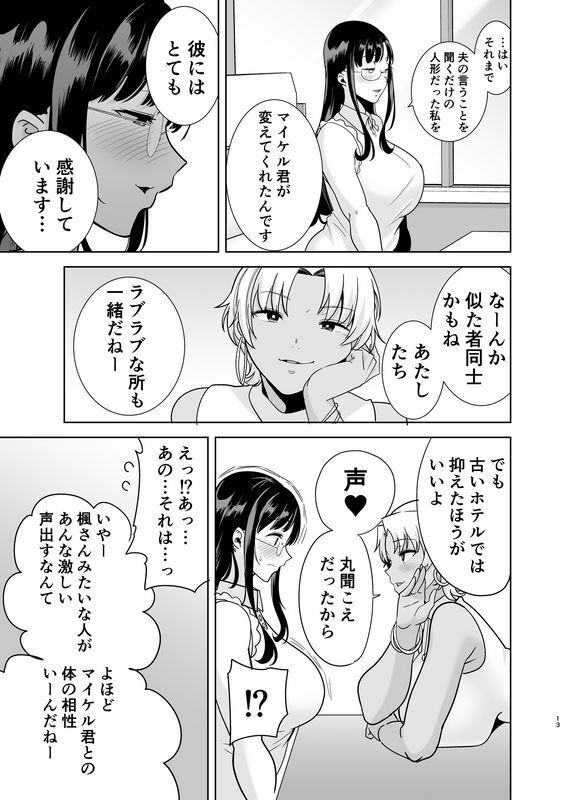 …はい
それまで
夫の言うことを
聞くだけの
人形だった私を
マイケル君が
変えてくれたんです
彼には
とても
感謝して
います…
なーんか
似た者同士
かもね
あたし
たち
ラブラブな所も
一緒だねー
でも
古いホテルでは
抑えたほうが
いいよ
声♥
丸聞こえ
だったから
!?
えっ!?あっ…
あの…それは…っ
いやー
楓さんみたいな人が
あんな激しい
声出すなんて
よほど
マイケル君との
体の相性
いーんだねー
13